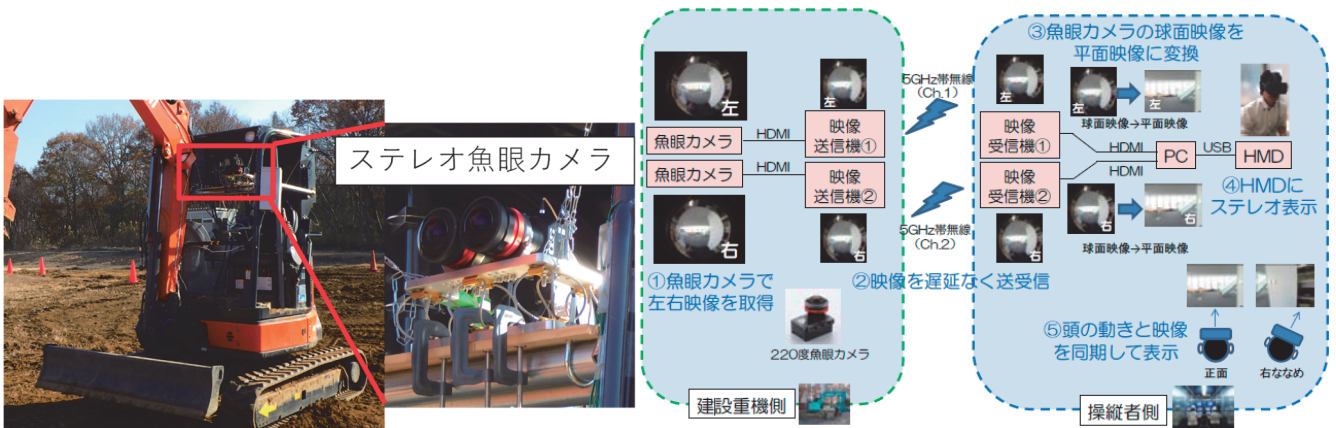 ステレオ魚眼カメラ
左
魚眼カメラ
HDMI
左
映像
送信機①
魚眼カメラ
HDMI
映像
送信機②
右
右
①魚眼カメラで
左右映像を取得
220度魚眼カメラ
建設重機側
5GHz帯無線
(Ch.1)
5GHz帯無線
(Ch.2)
②映像を遅延なく送受信
③魚眼カメラの球面映像を
平面映像に変換
左
左
左
球面映像→平面映像
映像
受信機①
HDMI
PC
USB
HMD
映像
受信機②
HDMI
右
右
右
球面映像→平面映像
④HMDに
ステレオ表示
⑤頭の動きと映像
を同期して表示
正面
右ななめ
操縦者側